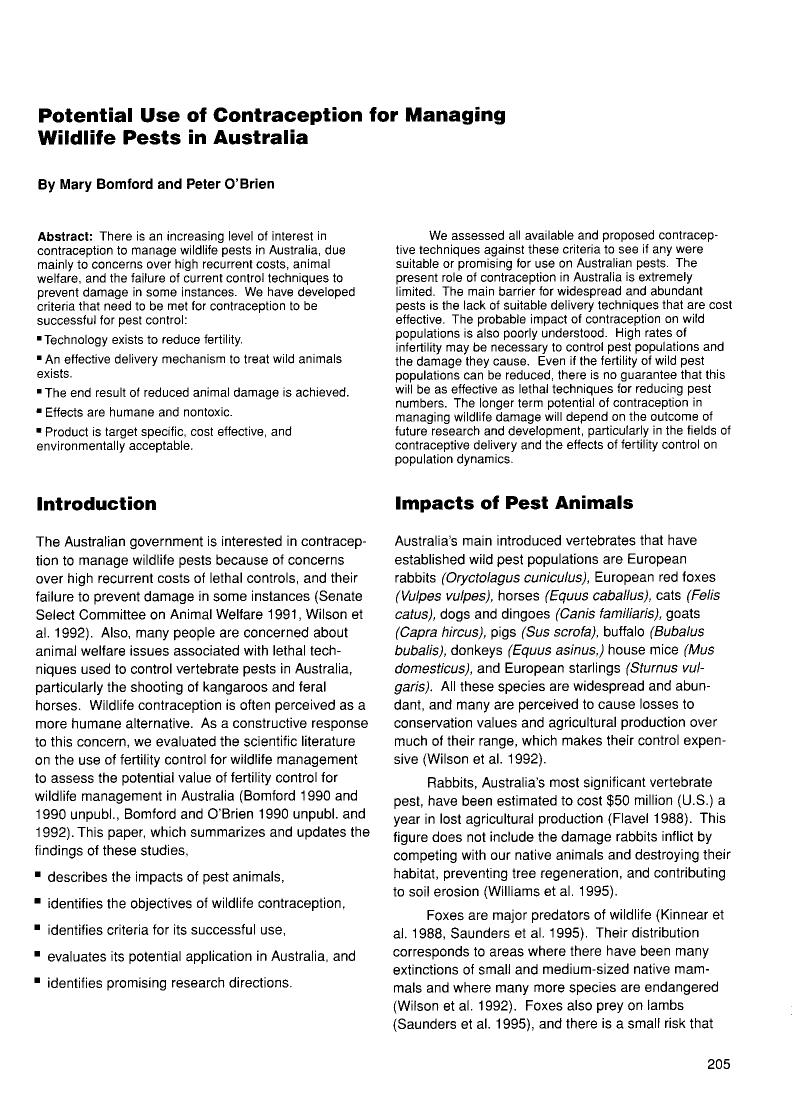 Potential Use of Contraception for Managing
Wildlife Pests in Australia
By Mary Bomford and Peter O'Brien
Abstract: There is an increasing level of interest in
contraception to manage wildlife pests in Australia, due
mainly to concerns over high recurrent costs, animal
welfare, and the failure of current control techniques to
prevent damage in some instances. We have developed
criteria that need to be met for contraception to be
successful for pest control:
▪ Technology exists to reduce fertility.
▪ An effective delivery mechanism to treat wild animals
exists.
▪ The end result of reduced animal damage is achieved.
▪ Effects are humane and nontoxic.
▪ Product is target specific, cost effective, and
environmentally acceptable.
We assessed all available and proposed contracep-
tive techniques against these criteria to see if any were
suitable or promising for use on Australian pests. The
present role of contraception in Australia is extremely
limited. The main barrier for widespread and abundant
pests is the lack of suitable delivery techniques that are cost
effective. The probable impact of contraception on wild
populations is also poorly understood. High rates of
infertility may be necessary to control pest populations and
the damage they cause. Even if the fertility of wild pest
populations can be reduced, there is no guarantee that this
will be as effective as lethal techniques for reducing pest
numbers. The longer term potential of contraception in
managing wildlife damage will depend on the outcome of
future research and development, particularly in the fields of
contraceptive delivery and the effects of fertility control on
population dynamics.
Introduction
The Australian government is interested in contracep-
tion to manage wildlife pests because of concerns
over high recurrent costs of lethal controls, and their
failure to prevent damage in some instances (Senate
Select Committee on Animal Welfare 1991, Wilson et
al. 1992). Also, many people are concerned about
animal welfare issues associated with lethal tech-
niques used to control vertebrate pests in Australia,
particularly the shooting of kangaroos and feral
horses. Wildlife contraception is often perceived as a
more humane alternative. As a constructive response
to this concern, we evaluated the scientific literature
on the use of fertility control for wildlife management
to assess the potential value of fertility control for
wildlife management in Australia (Bomford 1990 and
1990 unpubl., Bomford and O'Brien 1990 unpubl. and
1992). This paper, which summarizes and updates the
findings of these studies,
▪ describes the impacts of pest animals,
▪ identifies the objectives of wildlife contraception,
▪ identifies criteria for its successful use,
▪ evaluates its potential application in Australia, and
▪ identifies promising research directions.
Impacts of Pest Animals
Australia's main introduced vertebrates that have
established wild pest populations are European
rabbits (Oryctolagus cuniculus), European red foxes
(Vulpes vulpes), horses (Equus caballus), cats (Felis
catus), dogs and dingoes (Canis familiaris), goats
(Capra hircus), pigs (Sus scrofa), buffalo (Bubalus
bubalis), donkeys (Equus asinus,) house mice (Mus
domesticus), and European starlings (Sturnus vul-
garis). All these species are widespread and abun-
dant, and many are perceived to cause losses to
conservation values and agricultural production over
much of their range, which makes their control expen-
sive (Wilson et al. 1992).
Rabbits, Australia's most significant vertebrate
pest, have been estimated to cost $50 million (U.S.) a
year in lost agricultural production (Flavel 1988). This
figure does not include the damage rabbits inflict by
competing with our native animals and destroying their
habitat, preventing tree regeneration, and contributing
to soil erosion (Williams et al. 1995).
Foxes are major predators of wildlife (Kinnear et
al. 1988, Saunders et al. 1995). Their distribution
corresponds to areas where there have been many
extinctions of small and medium-sized native mam-
mals and where many more species are endangered
(Wilson et al. 1992). Foxes also prey on lambs
(Saunders et al. 1995), and there is a small risk that
205